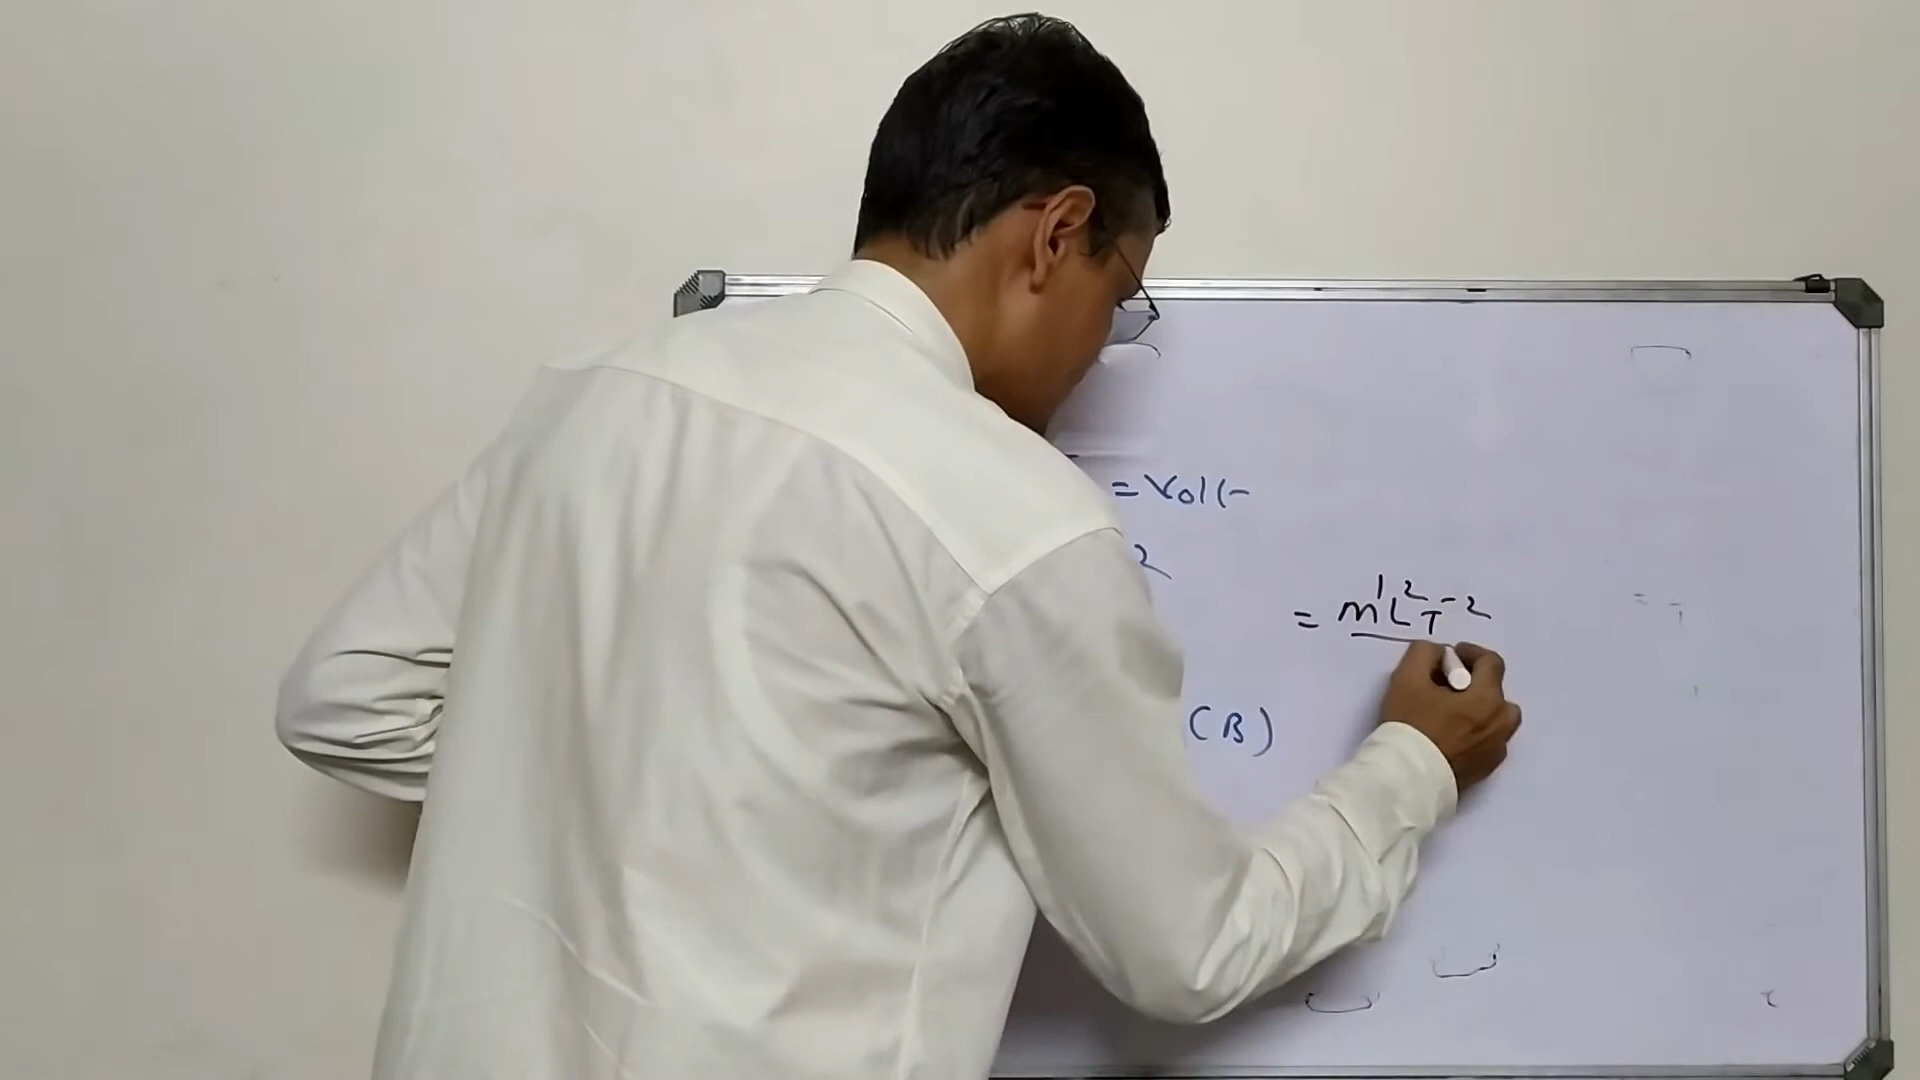 = Volt
2
= M¹L²T⁻²
(B)